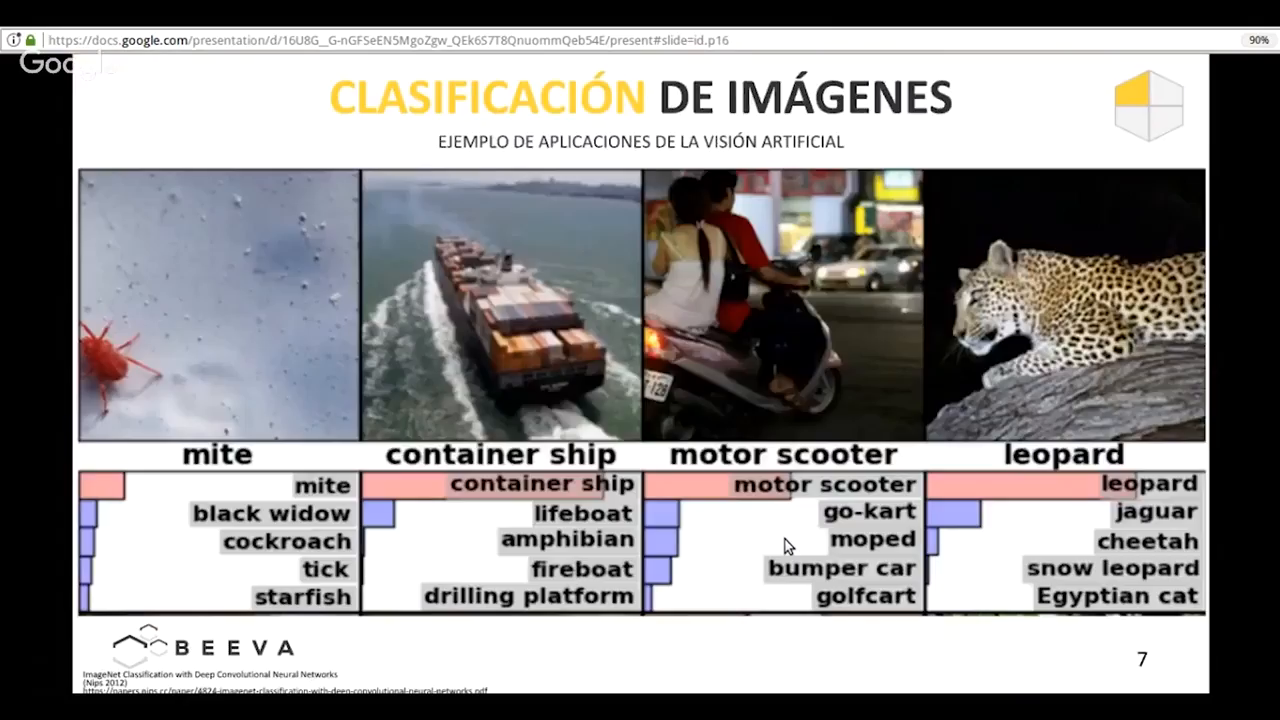 https://docs.google.com/presentation/d/16U8G__G-nGFSeEN5MgoZgw_QEk6S7T8QnuommQeb54E/present#slide=id.p16
90%
Google
CLASIFICACIÓN DE IMÁGENES
EJEMPLO DE APLICACIONES DE LA VISIÓN ARTIFICIAL
mite
container ship
motor scooter
leopard
mite
black widow
cockroach
tick
starfish
container ship
lifeboat
amphibian
fireboat
drilling platform
motor scooter
go-kart
moped
bumper car
golfcart
leopard
jaguar
cheetah
snow leopard
Egyptian cat
BEEVA
7
ImageNet Classification with Deep Convolutional Neural Networks
(Nips 2012)
https://papers.nips.cc/paper/4824-imagenet-classification-with-deep-convolutional-neural-networks.pdf